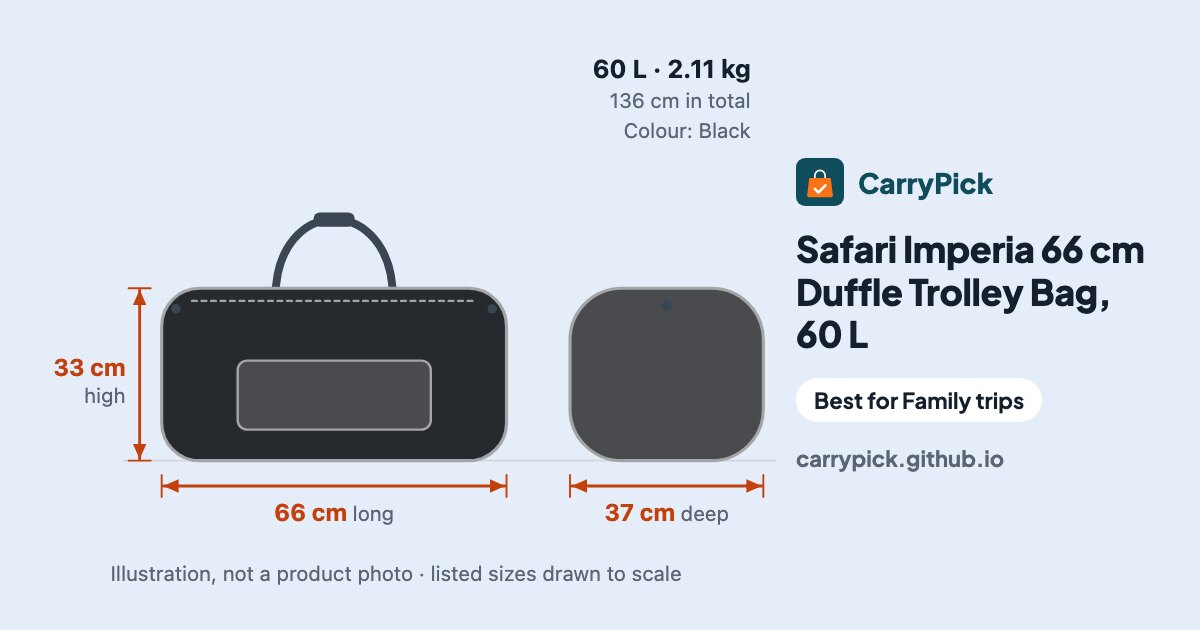 60 L · 2.11 kg
136 cm in total
Colour: Black
CarryPick
Safari Imperia 66 cm
Duffle Trolley Bag,
60 L
Best for Family trips
carrypick.github.io
33 cm
high
66 cm long
37 cm deep
Illustration, not a product photo · listed sizes drawn to scale